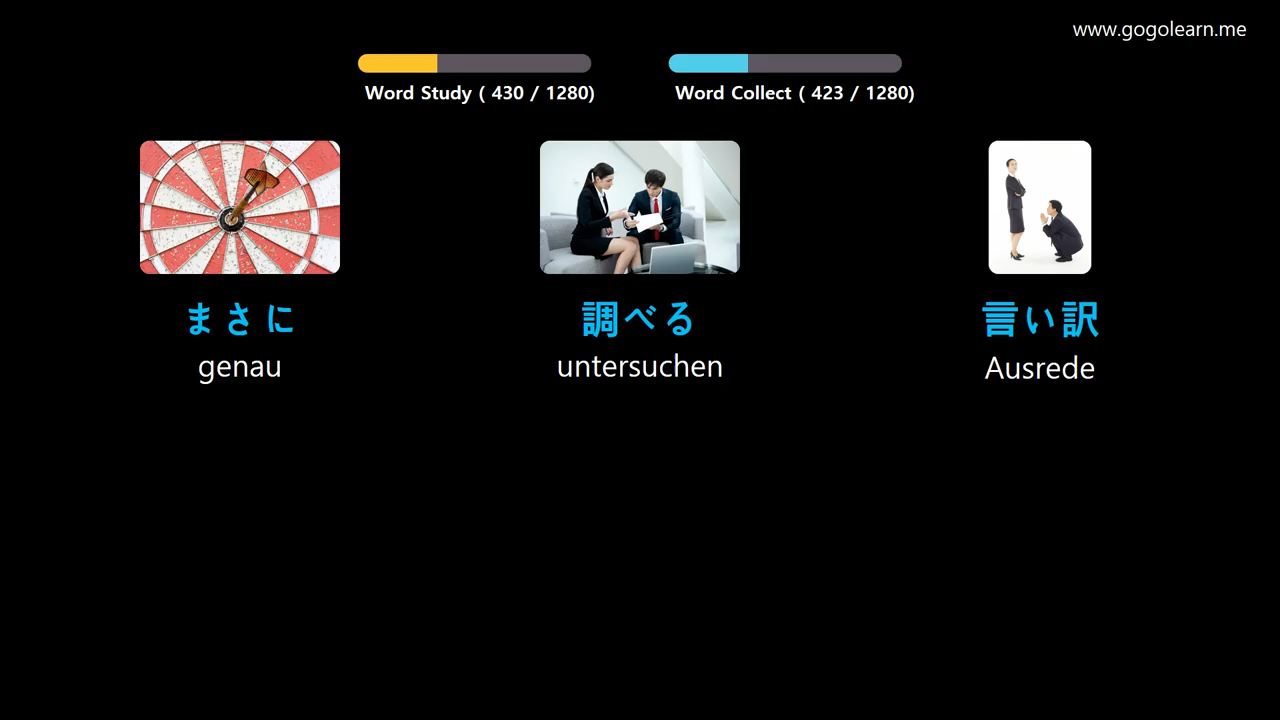 www.gogolearn.me
Word Study ( 430 / 1280)
Word Collect ( 423 / 1280)
まさに
調べる
言い訳
genau
untersuchen
Ausrede